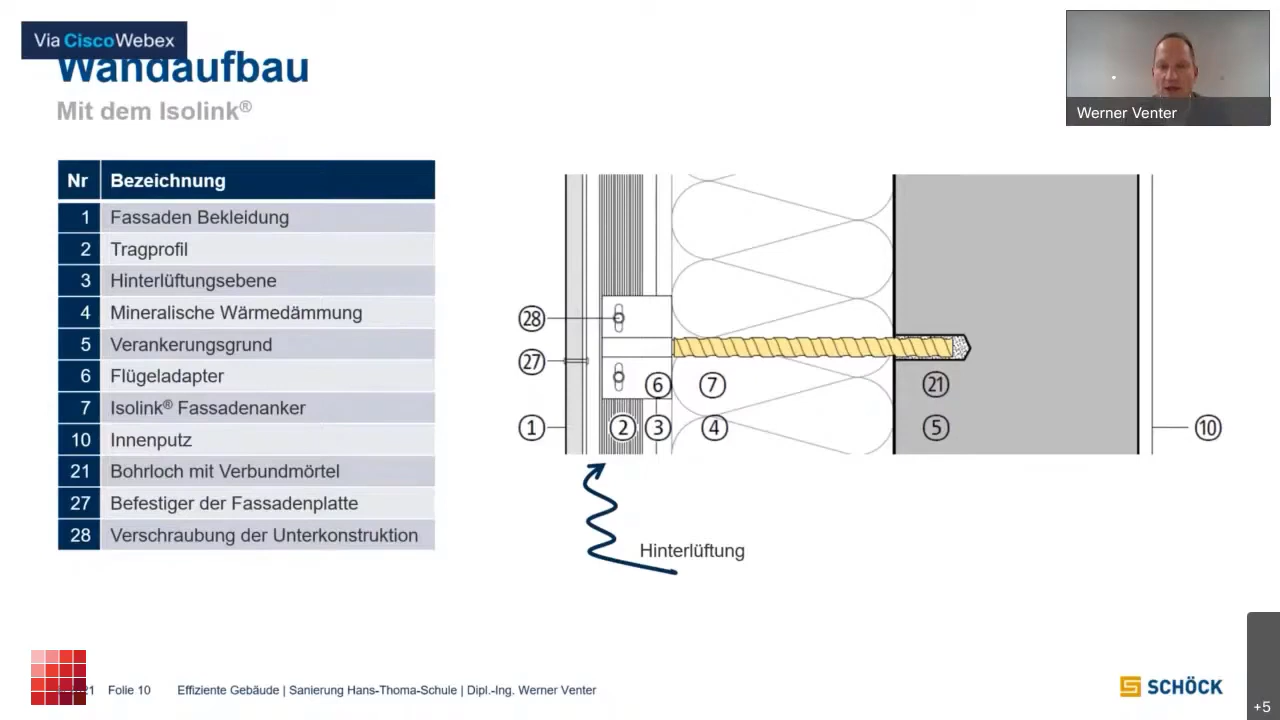 Via CiscoWebex
Wandaufbau
Mit dem Isolink®
Werner Venter
Nr Bezeichnung
1 Fassaden Bekleidung
2 Tragprofil
3 Hinterlüftungsebene
4 Mineralische Wärmedämmung
5 Verankerungsgrund
6 Flügeladapter
7 Isolink® Fassadenanker
10 Innenputz
21 Bohrloch mit Verbundmörtel
27 Befestiger der Fassadenplatte
28 Verschraubung der Unterkonstruktion
28
27
6 7 21
1 2 3 4 5 10
Hinterlüftung
Folie 10 Effiziente Gebäude | Sanierung Hans-Thoma-Schule | Dipl.-Ing. Werner Venter
SCHÖCK
+5